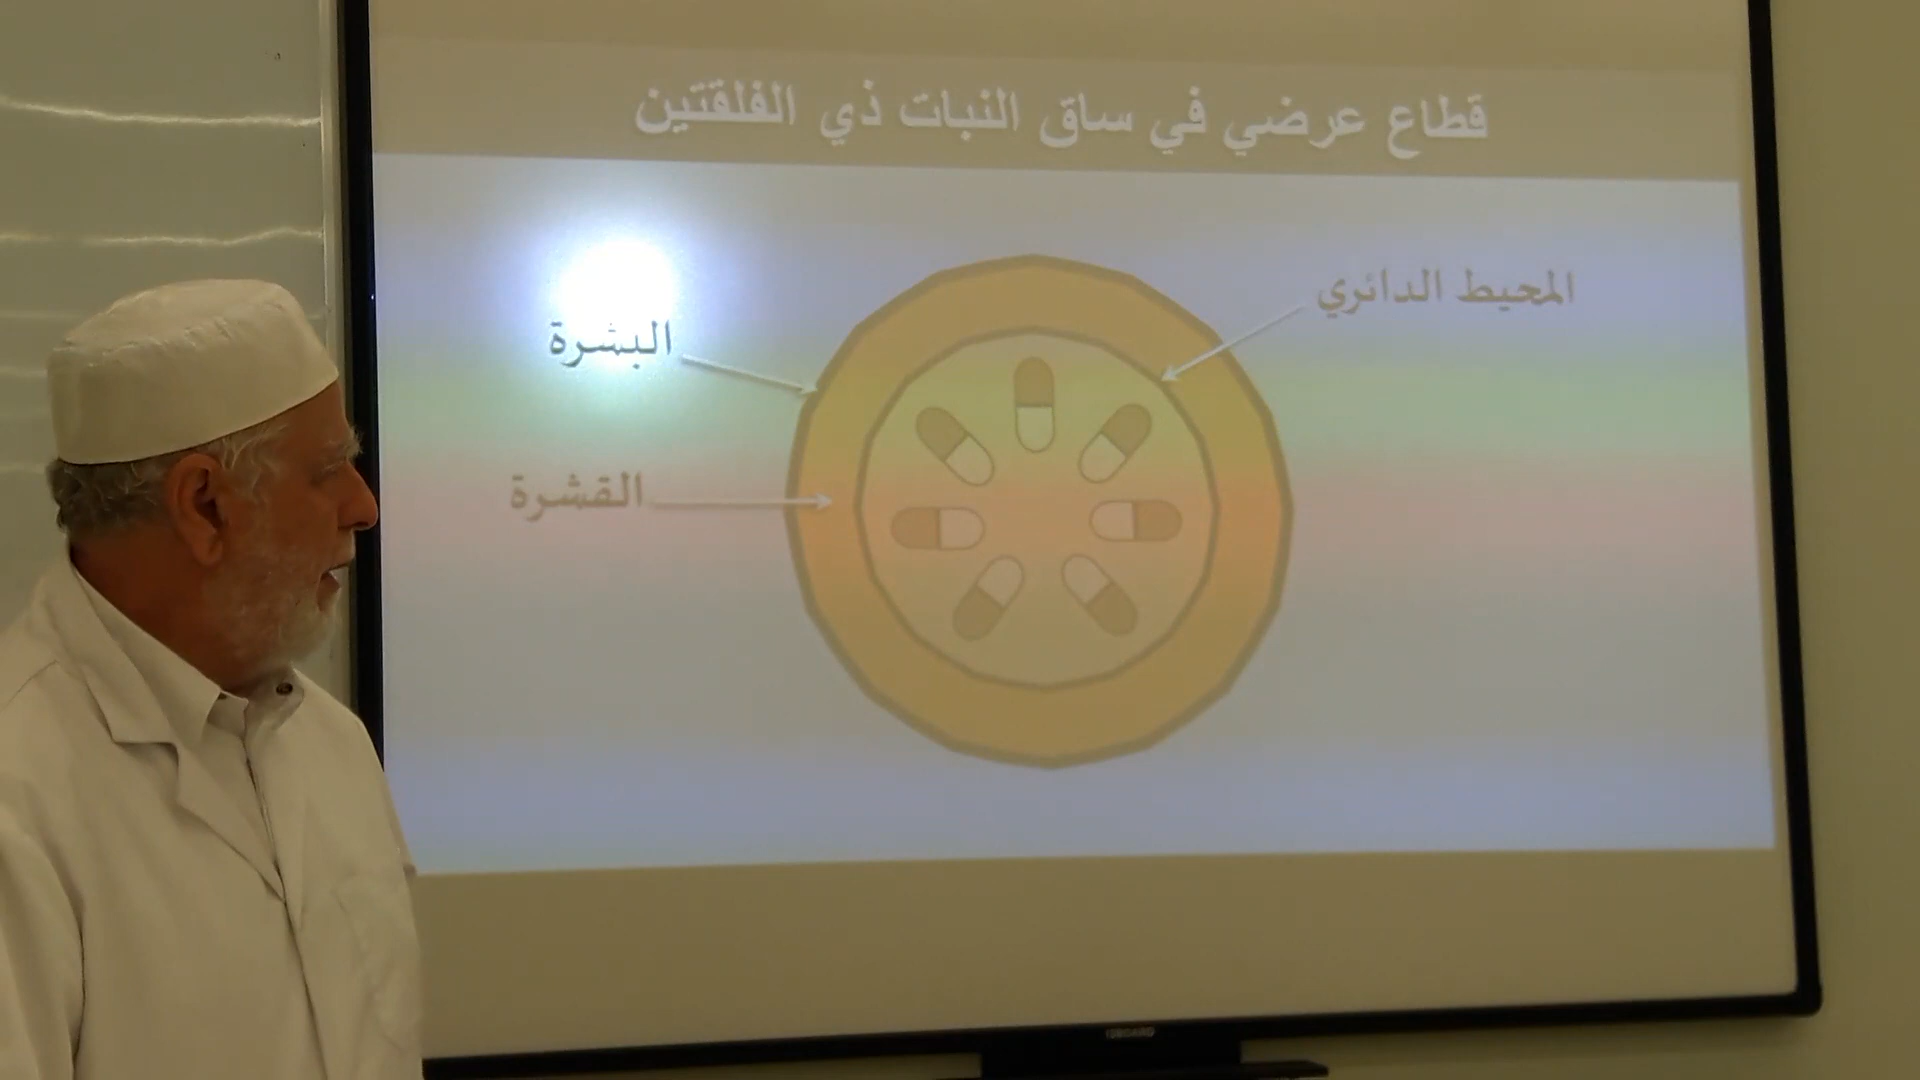 قطاع عرضي في ساق النبات ذي الفلقتين
المحيط الدائري
البشرة
القشرة